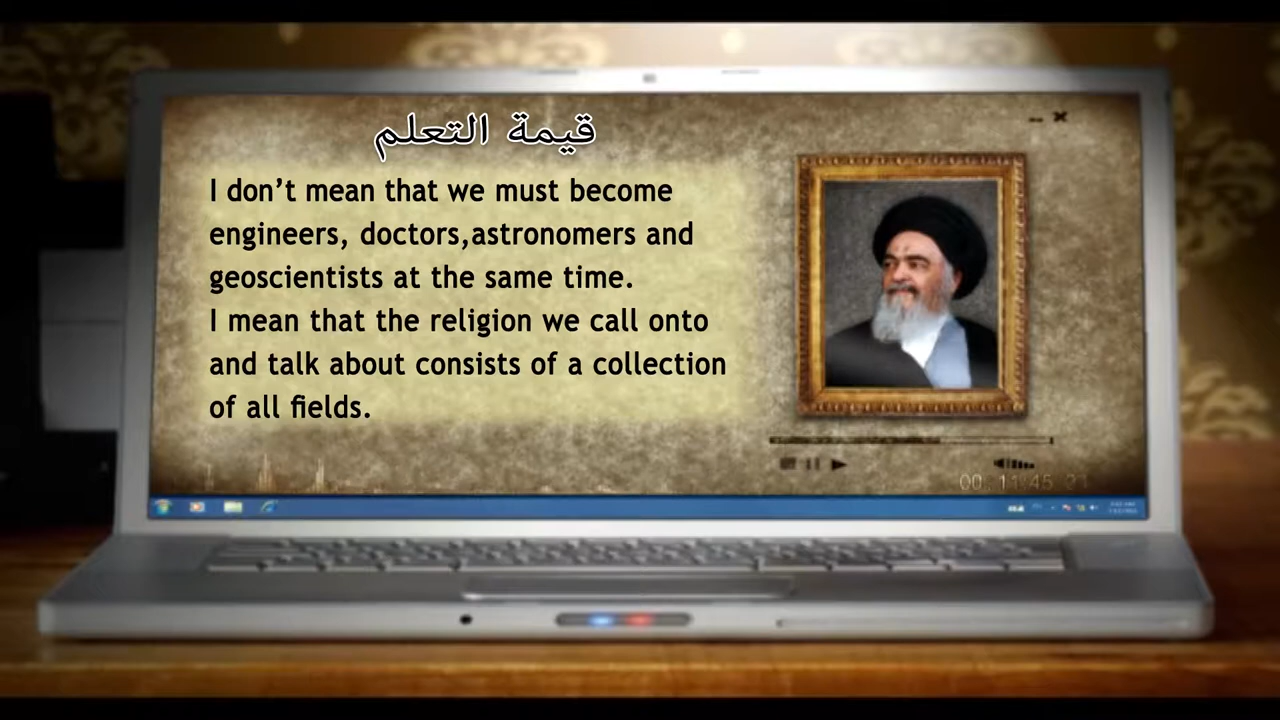 قيمة التعلم
I don’t mean that we must become
engineers, doctors,astronomers and
geoscientists at the same time.
I mean that the religion we call onto
and talk about consists of a collection
of all fields.